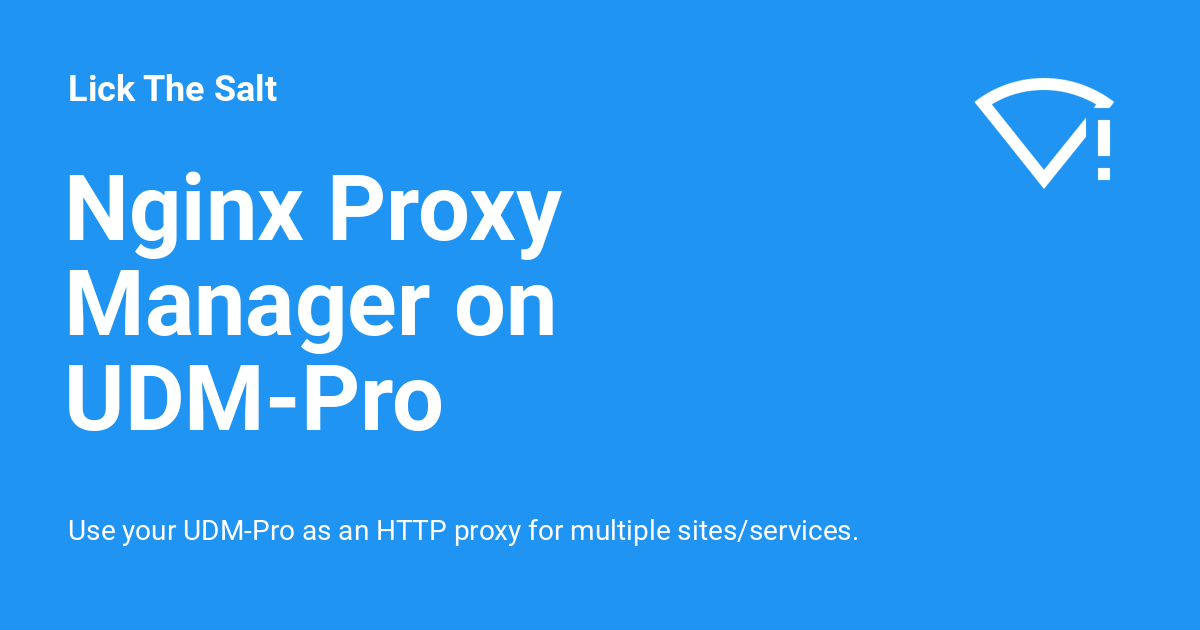 Lick The Salt
Nginx Proxy
Manager on
UDM-Pro
Use your UDM-Pro as an HTTP proxy for multiple sites/services.